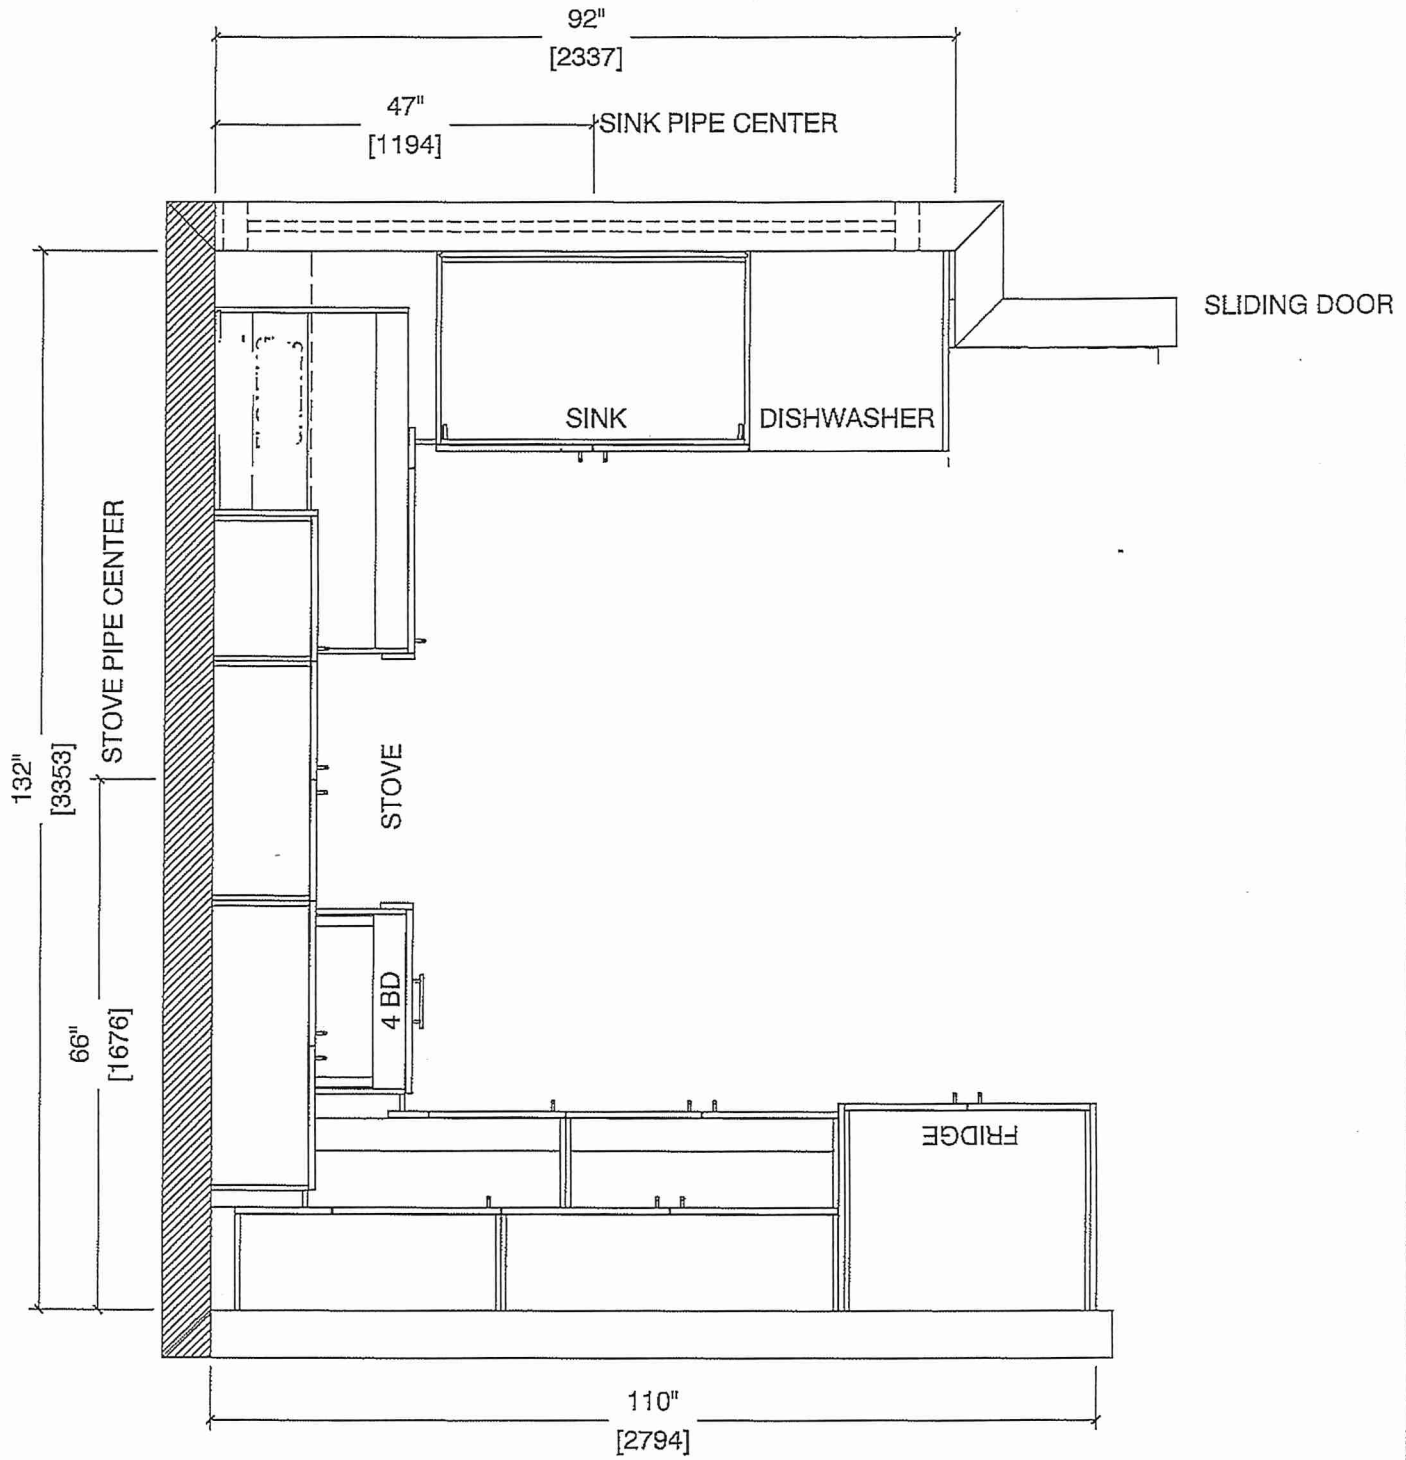 92"
[2337]
47"
[1194]
SINK PIPE CENTER
SLIDING DOOR
SINK
DISHWASHER
STOVE PIPE CENTER
132"
[3353]
STOVE
66"
[1676]
4 BD
FRIDGE
110"
[2794]